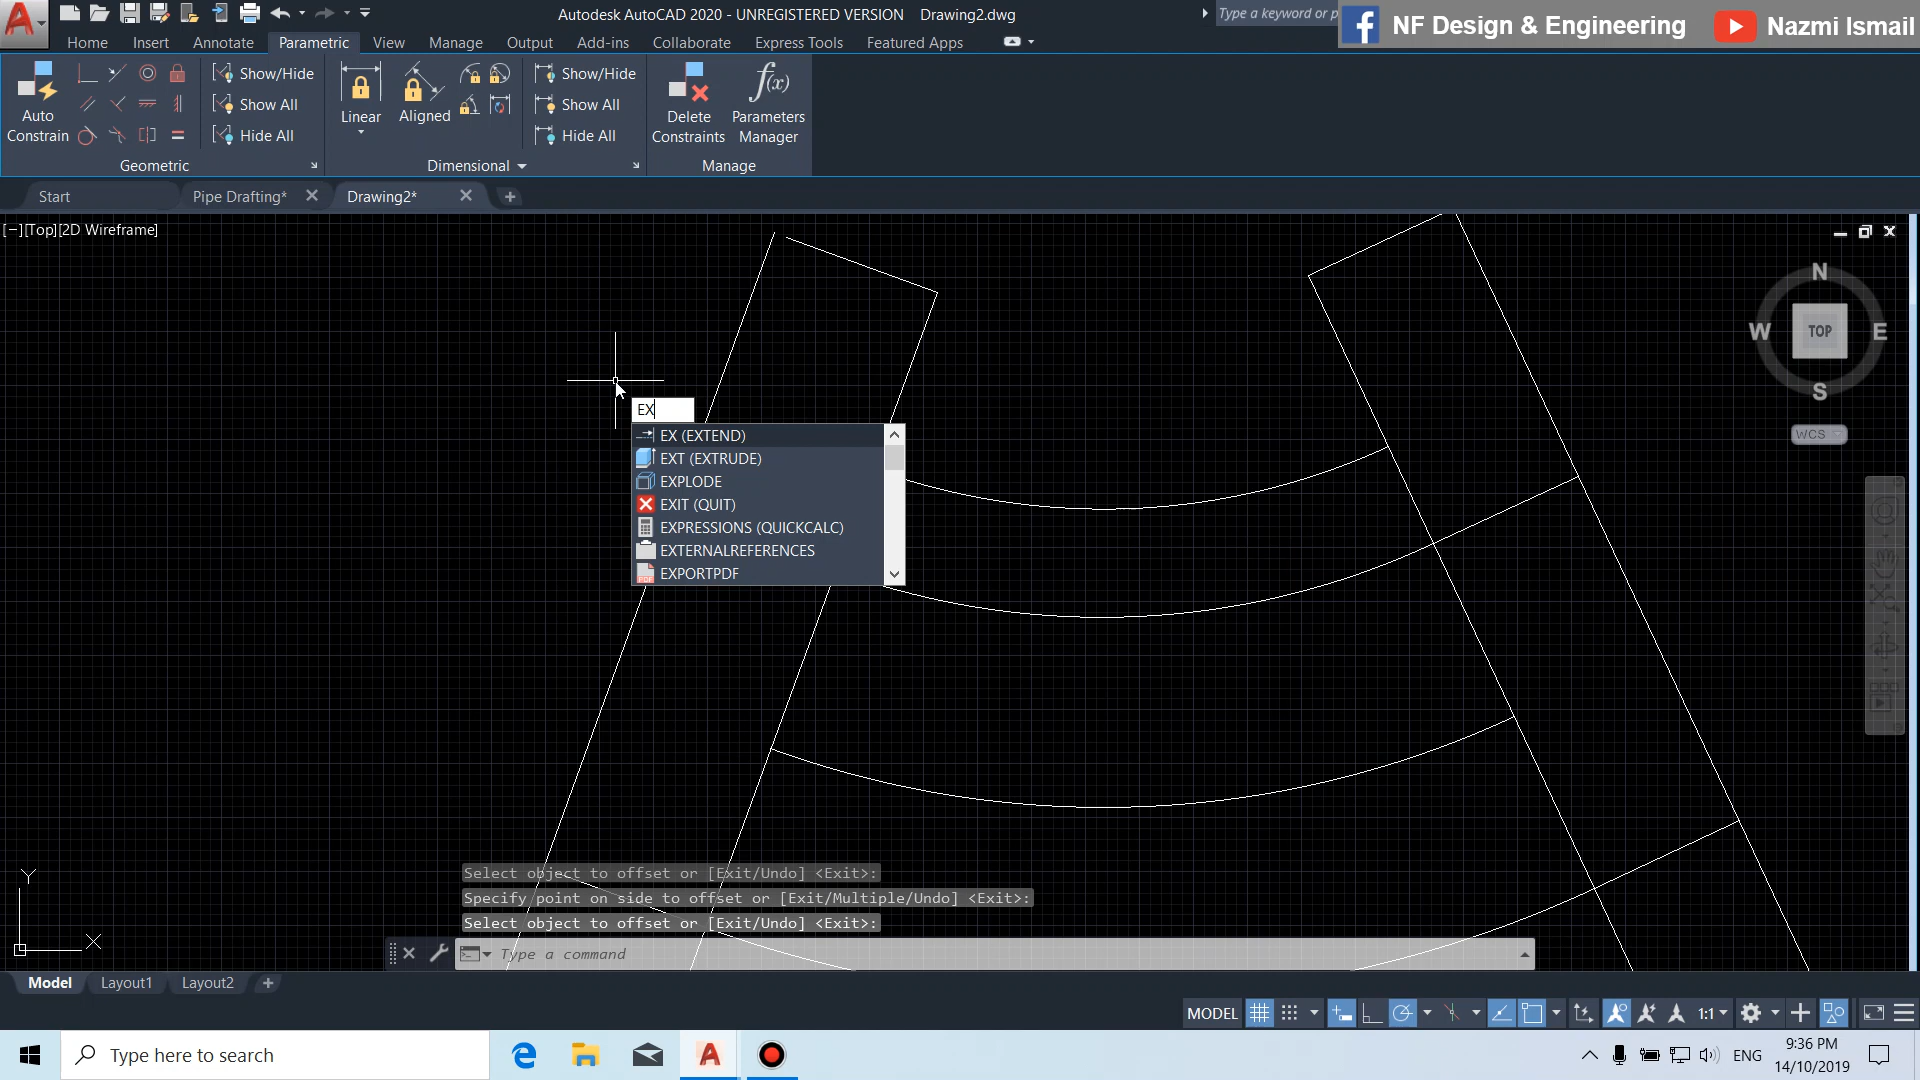 Autodesk AutoCAD 2020 - UNREGISTERED VERSION Drawing2.dwg
Type a keyword or p
NF Design & Engineering
Nazmi Ismail
Home Insert Annotate Parametric View Manage Output Add-ins Collaborate Express Tools Featured Apps
Auto Constrain
Show/Hide
Show All
Hide All
Geometric
Linear
Aligned
Show/Hide
Show All
Hide All
Dimensional
Delete Constraints
f(x)
Parameters Manager
Manage
Start Pipe Drafting* Drawing2*
[−][Top][2D Wireframe]
N
W TOP E
S
WCS
EX
EX (EXTEND)
EXT (EXTRUDE)
EXPLODE
EXIT (QUIT)
EXPRESSIONS (QUICKCALC)
EXTERNALREFERENCES
EXPORTPDF
Y
X
Select object to offset or [Exit/Undo] <Exit>:
Specify point on side to offset or [Exit/Multiple/Undo] <Exit>:
Select object to offset or [Exit/Undo] <Exit>:
Type a command
Model Layout1 Layout2
MODEL 1:1
Type here to search
ENG
9:36 PM
14/10/2019